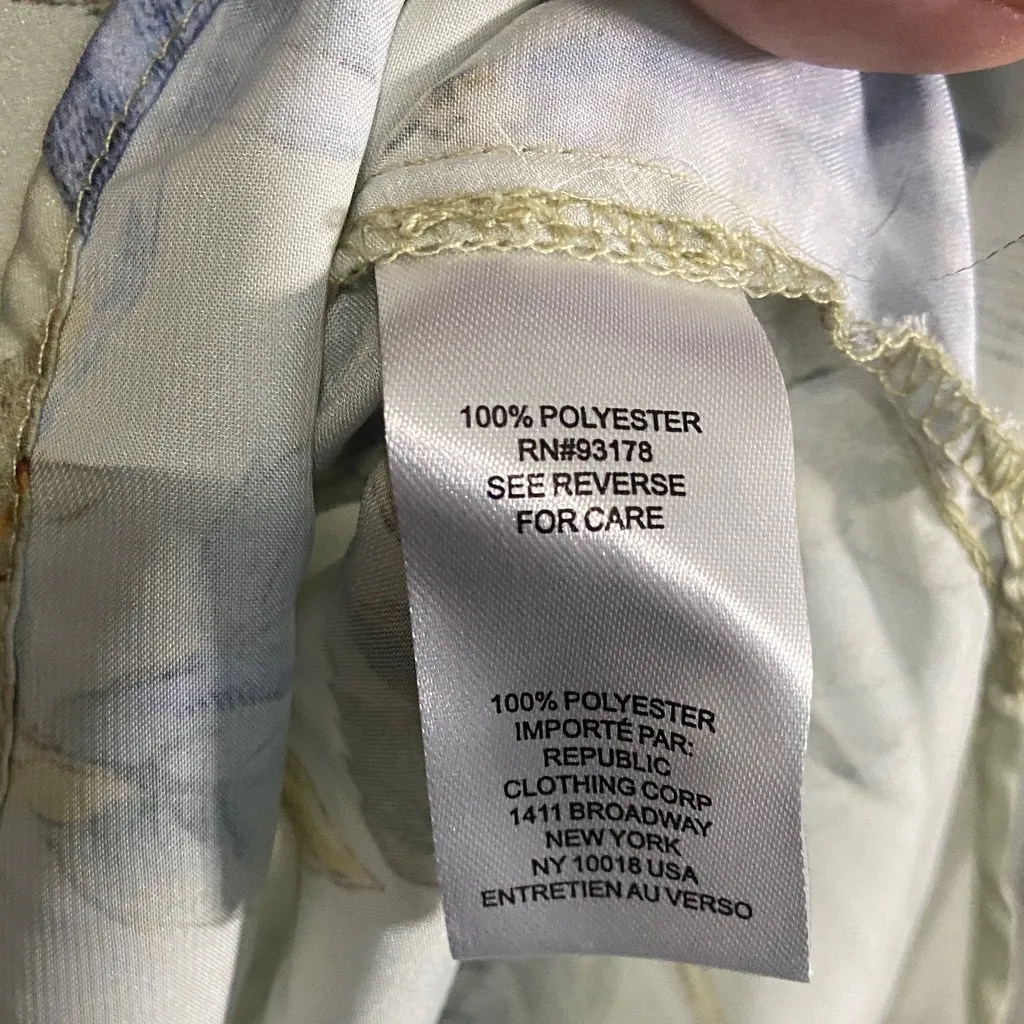 100% POLYESTER
RN#93178
SEE REVERSE
FOR CARE
100% POLYESTER
IMPORTÉ PAR:
REPUBLIC
CLOTHING CORP
1411 BROADWAY
NEW YORK
NY 10018 USA
ENTRETIEN AU VERSO